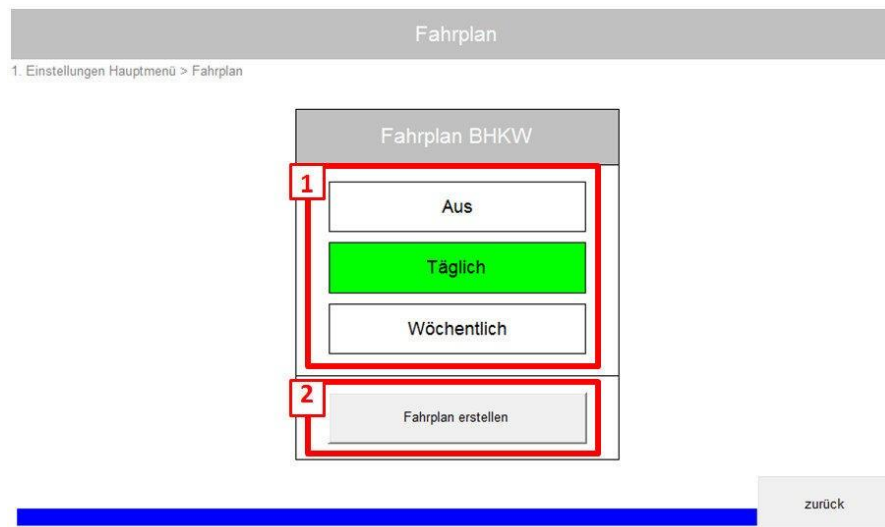 Fahrplan
1. Einstellungen Hauptmenü > Fahrplan
Fahrplan BHKW
1
Aus
Täglich
Wöchentlich
2
Fahrplan erstellen
zurück